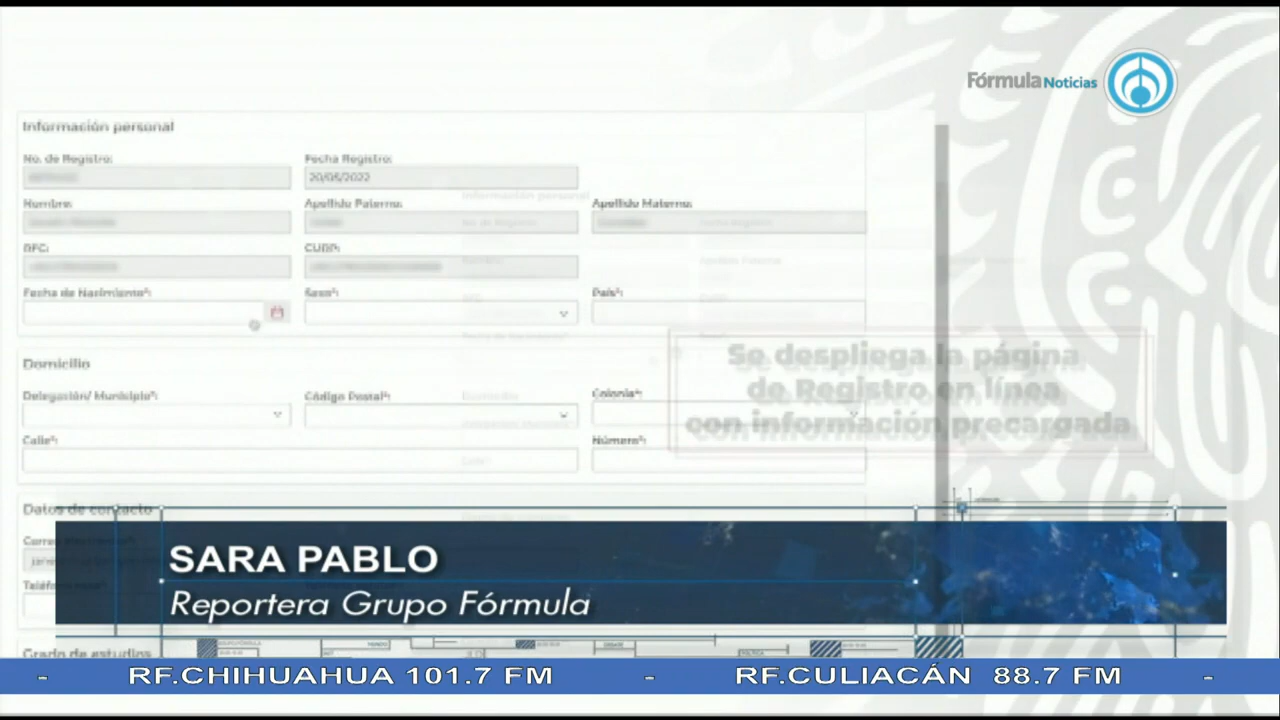 Fórmula Noticias
Información personal
No. de Registro:
Fecha Registro:
20/05/2022
Nombre:
Apellido Paterno:
Apellido Materno:
RFC:
CURP:
Fecha de Nacimiento*:
Sexo*:
País*:
Se despliega la página
de Registro en línea
con información precargada
Domicilio
Delegación/ Municipio*:
Código Postal*:
Colonia*:
Calle*:
Número*:
Datos de contacto
SARA PABLO
Reportera Grupo Fórmula
Grado de estudios
- RF.CHIHUAHUA 101.7 FM - RF.CULIACÁN 88.7 FM -